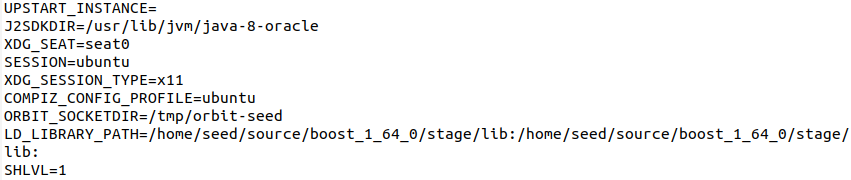 UPSTART_INSTANCE=
J2SDKDIR=/usr/lib/jvm/java-8-oracle
XDG_SEAT=seat0
SESSION=ubuntu
XDG_SESSION_TYPE=x11
COMPIZ_CONFIG_PROFILE=ubuntu
ORBIT_SOCKETDIR=/tmp/orbit-seed
LD_LIBRARY_PATH=/home/seed/source/boost_1_64_0/stage/lib:/home/seed/source/boost_1_64_0/stage/
lib:
SHLVL=1